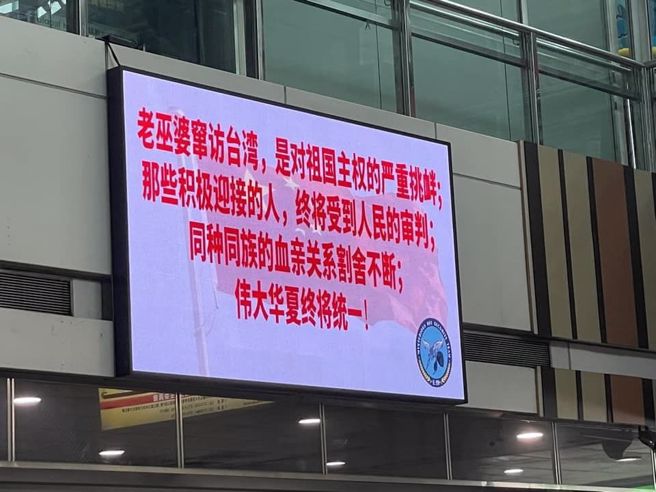 老巫婆窜访台湾，是对祖国主权的严重挑衅；
那些积极迎接的人，终将受到人民的审判；
同种同族的血亲关系割舍不断；
伟大华夏终将统一！